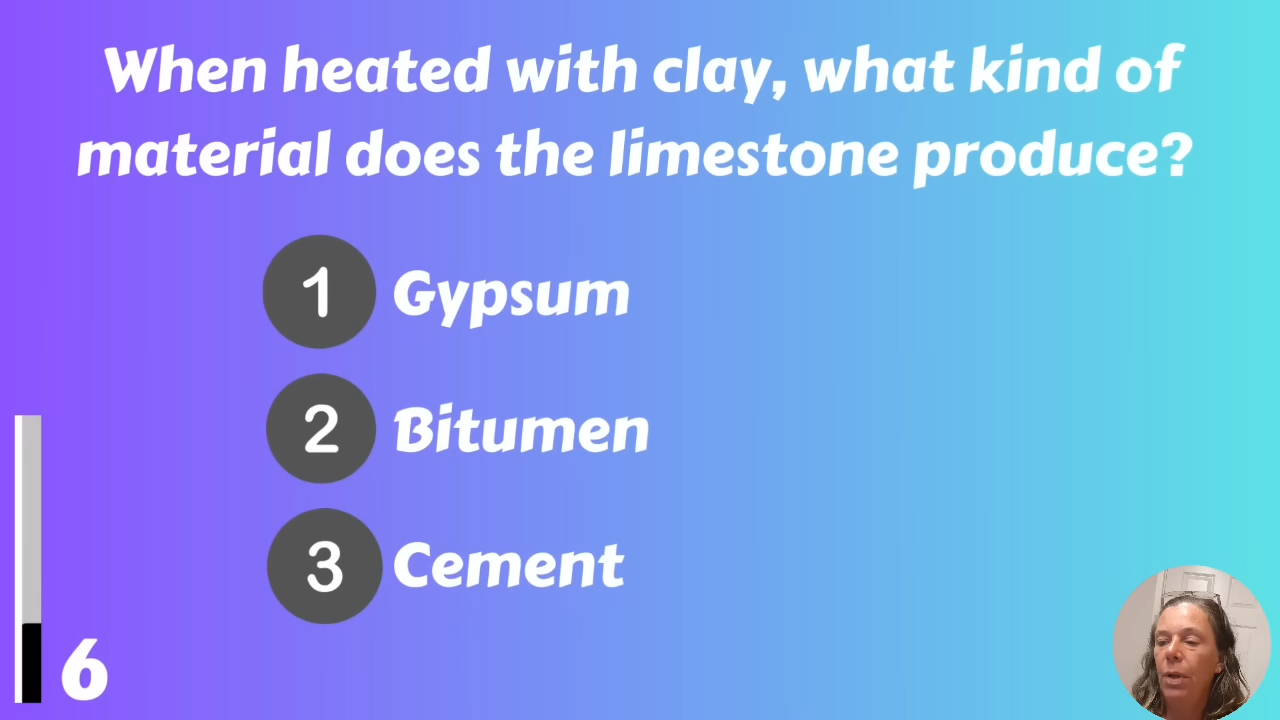 When heated with clay, what kind of
material does the limestone produce?
1 Gypsum
2 Bitumen
3 Cement
6